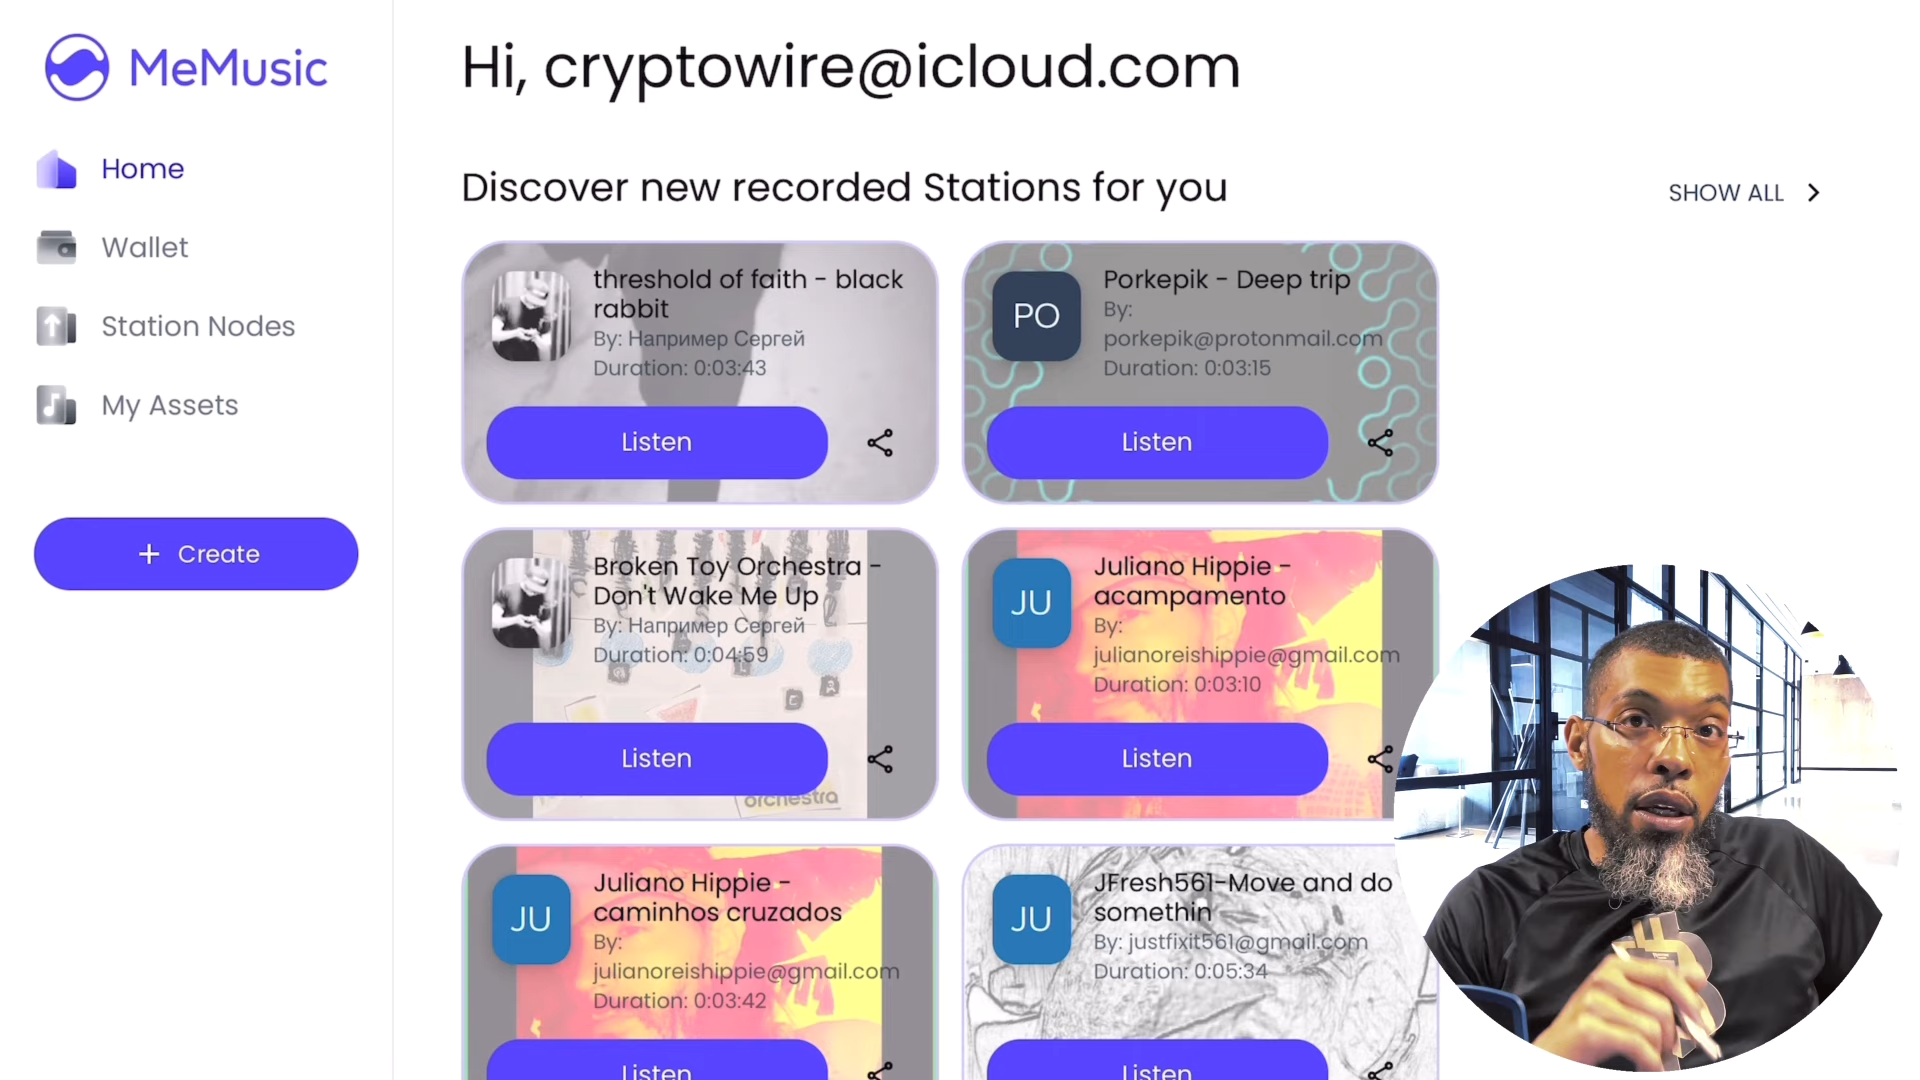 MeMusic
Home
Wallet
Station Nodes
My Assets
+ Create
Hi, cryptowire@icloud.com
Discover new recorded Stations for you
SHOW ALL
threshold of faith - black
rabbit
By: Например Сергей
Duration: 0:03:43
Listen
PO
Porkepik - Deep trip
By:
porkepik@protonmail.com
Duration: 0:03:15
Listen
Broken Toy Orchestra -
Don't Wake Me Up
By: Например Сергей
Duration: 0:04:59
Listen
orchestra
JU
Juliano Hippie -
acampamento
By:
julianoreishippie@gmail.com
Duration: 0:03:10
Listen
JU
Juliano Hippie -
caminhos cruzados
By:
julianoreishippie@gmail.com
Duration: 0:03:42
Listen
JU
JFresh561-Move and do
somethin
By: justfixit561@gmail.com
Duration: 0:05:34
Listen